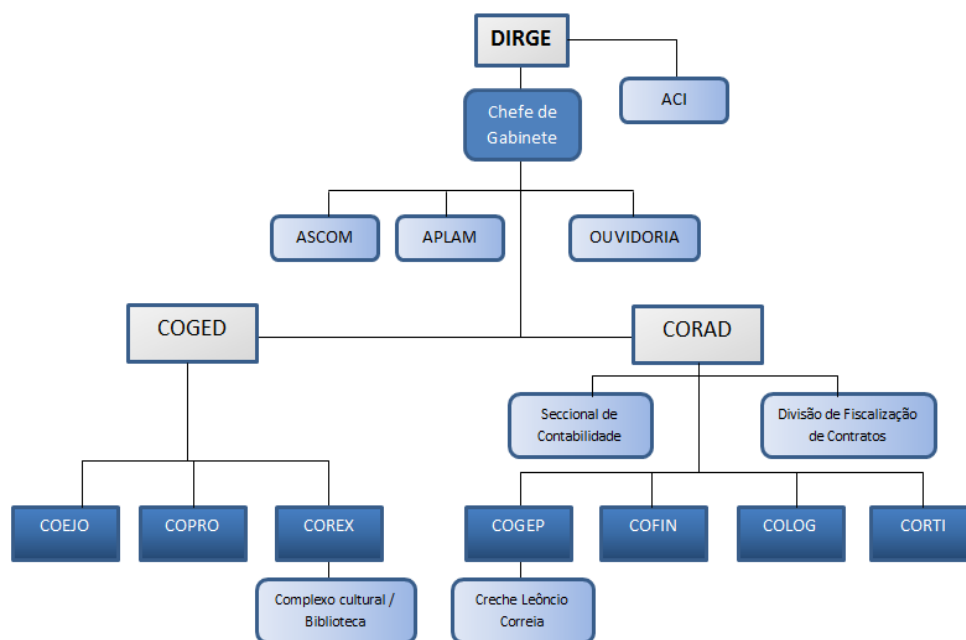 DIRGE
ACI
Chefe de
Gabinete
ASCOM
APLAM
OUVIDORIA
COGED
CORAD
Seccional de
Contabilidade
Divisão de Fiscalização
de Contratos
COEJO
COPRO
COREX
COGEP
COFIN
COLOG
CORTI
Complexo cultural /
Biblioteca
Creche Leôncio
Correia